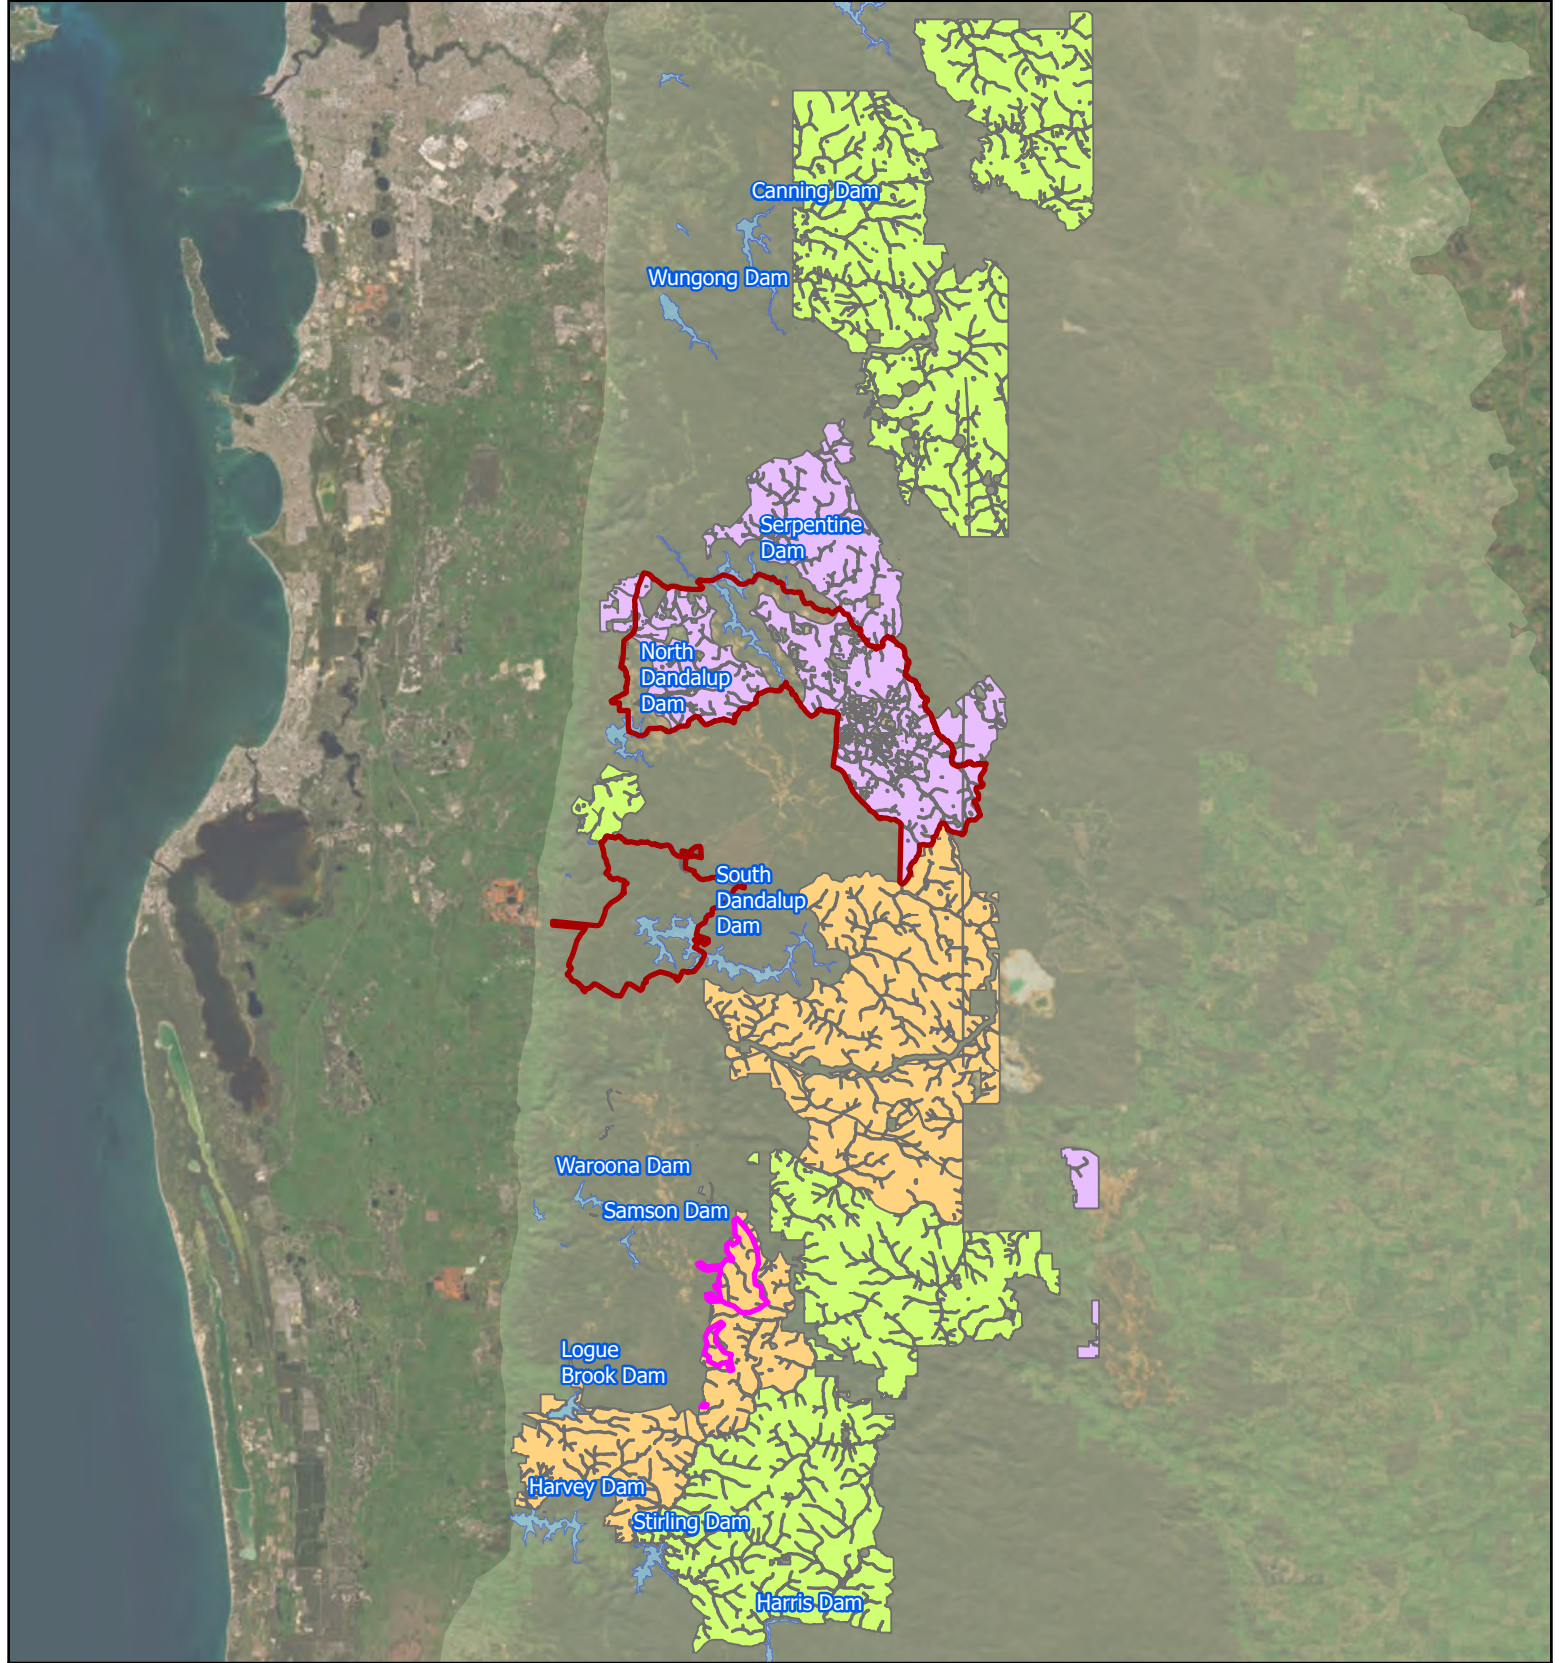 Canning Dam
Wungong Dam
Serpentine
Dam
North
Dandalup
Dam
South
Dandalup
Dam
Waroona Dam
Samson Dam
Logue
Brook Dam
Harvey Dam
Stirling Dam
Harris Dam